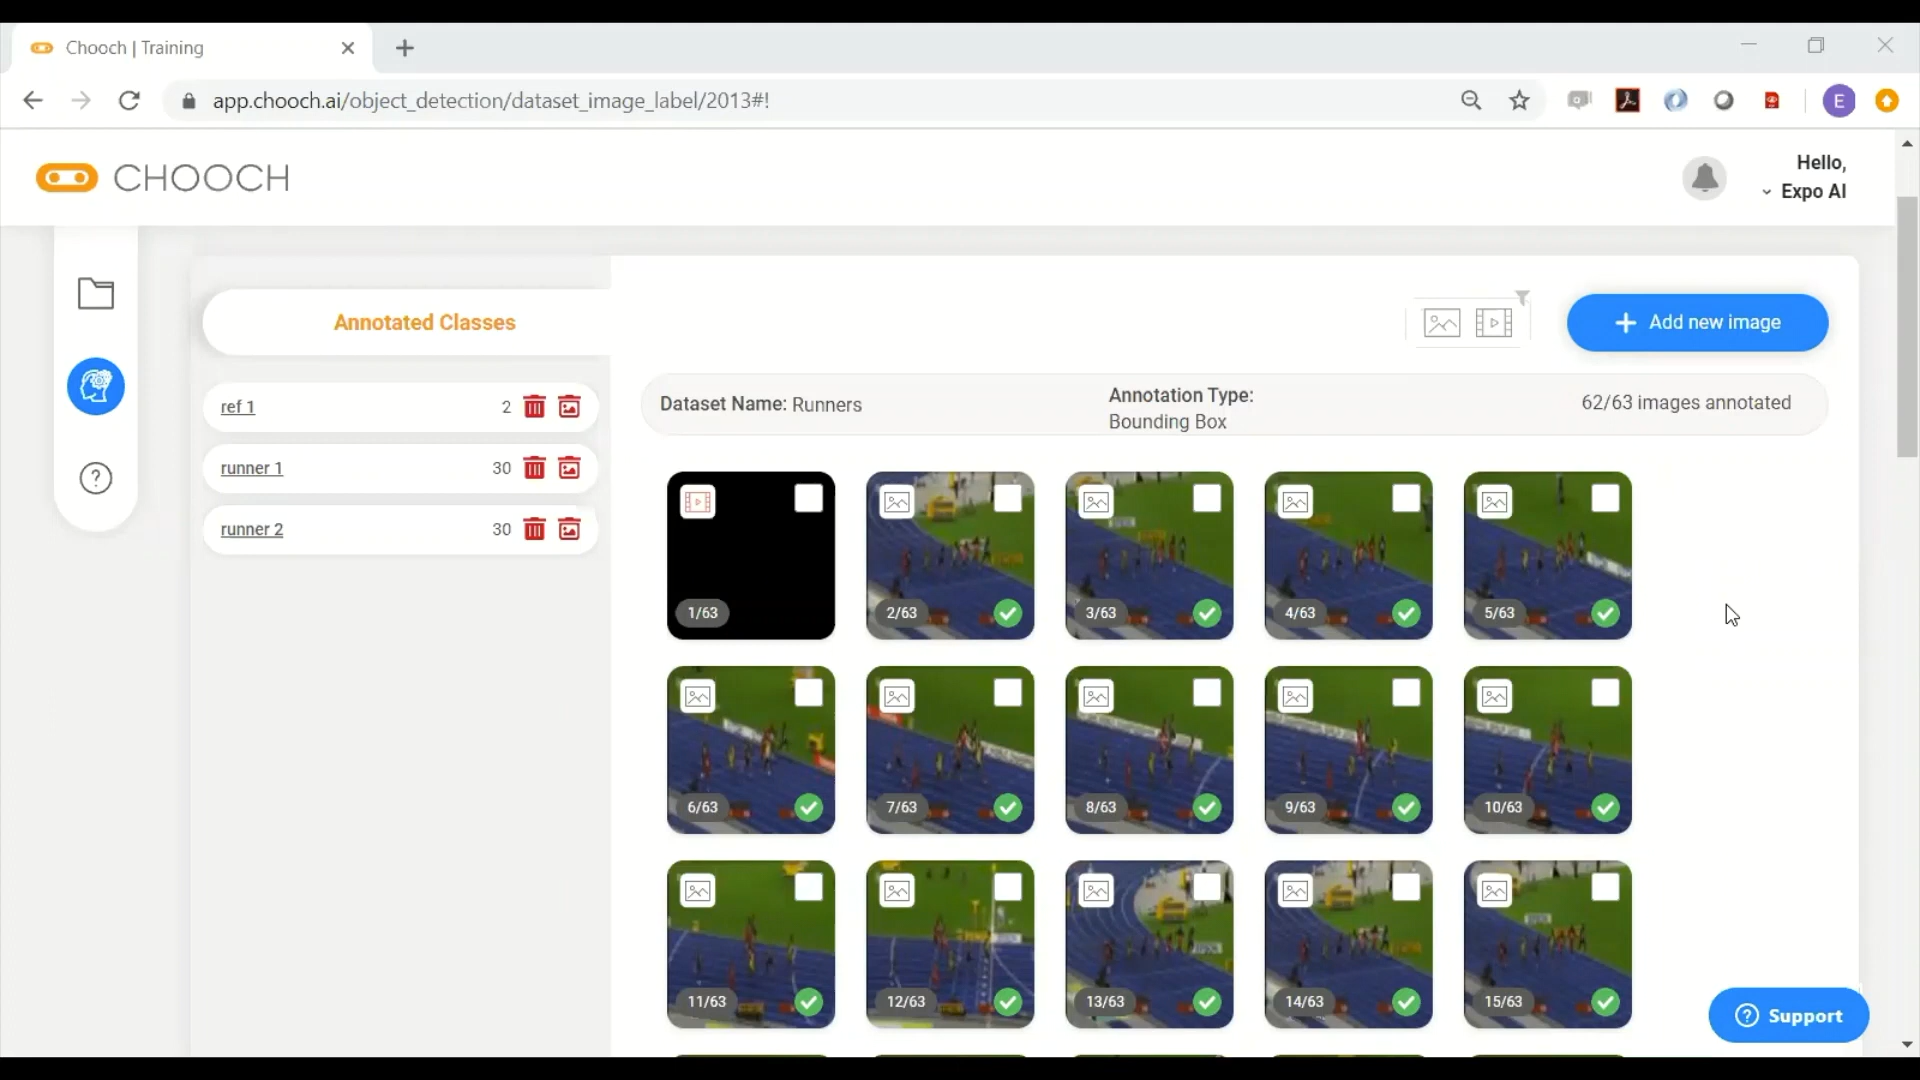 Chooch | Training
app.chooch.ai/object_detection/dataset_image_label/2013#!
E
CHOOCH
Hello,
Expo AI
Annotated Classes
Add new image
Dataset Name: Runners
Annotation Type:
Bounding Box
62/63 images annotated
ref 1 2
runner 1 30
runner 2 30
1/63
2/63
3/63
4/63
5/63
6/63
7/63
8/63
9/63
10/63
11/63
12/63
13/63
14/63
15/63
Support